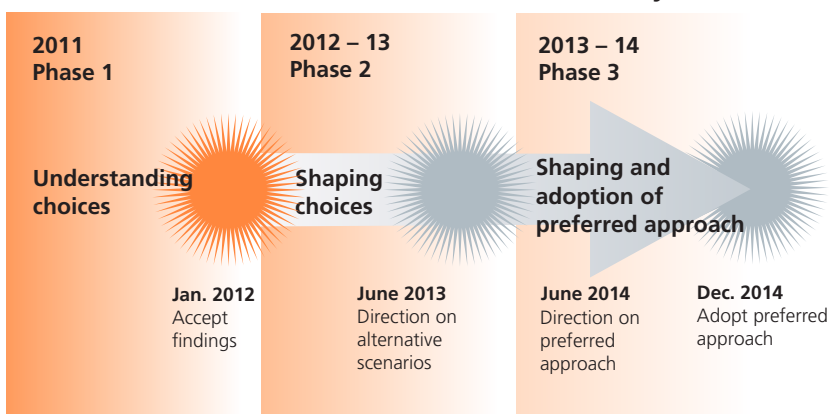 2011
Phase 1
2012 – 13
Phase 2
2013 – 14
Phase 3
Understanding
choices
Shaping
choices
Shaping and
adoption of
preferred approach
Jan. 2012
Accept
findings
June 2013
Direction on
alternative
scenarios
June 2014
Direction on
preferred
approach
Dec. 2014
Adopt preferred
approach